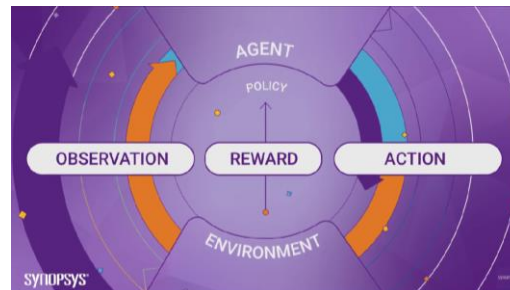 AGENT
POLICY
OBSERVATION
REWARD
ACTION
ENVIRONMENT
SYNOPSYS